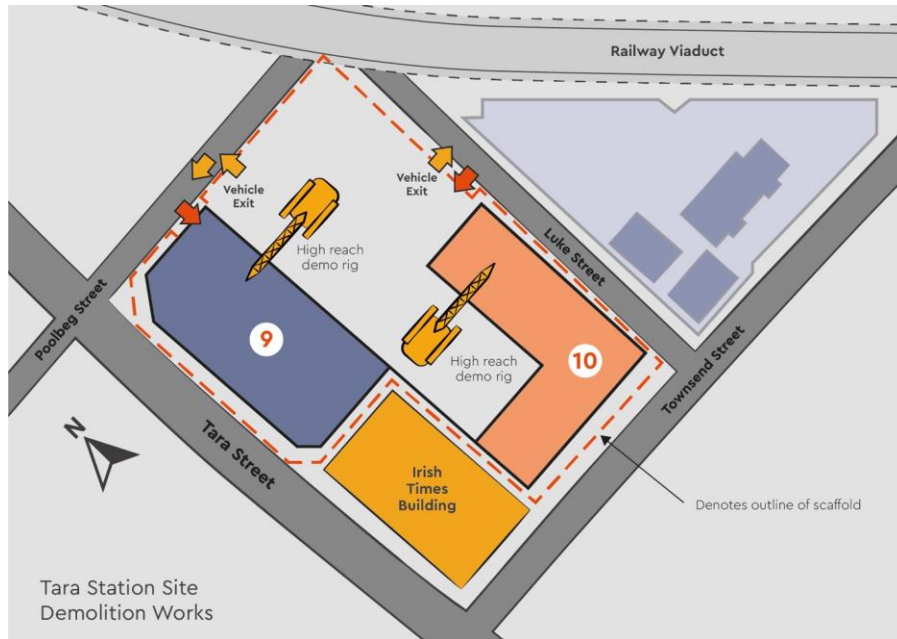 Railway Viaduct
Vehicle
Exit
Vehicle
Exit
High reach
demo rig
Luke Street
Poolbeg Street
9
High reach
demo rig
10
Townsend Street
N
Tara Street
Irish
Times
Building
Denotes outline of scaffold
Tara Station Site
Demolition Works